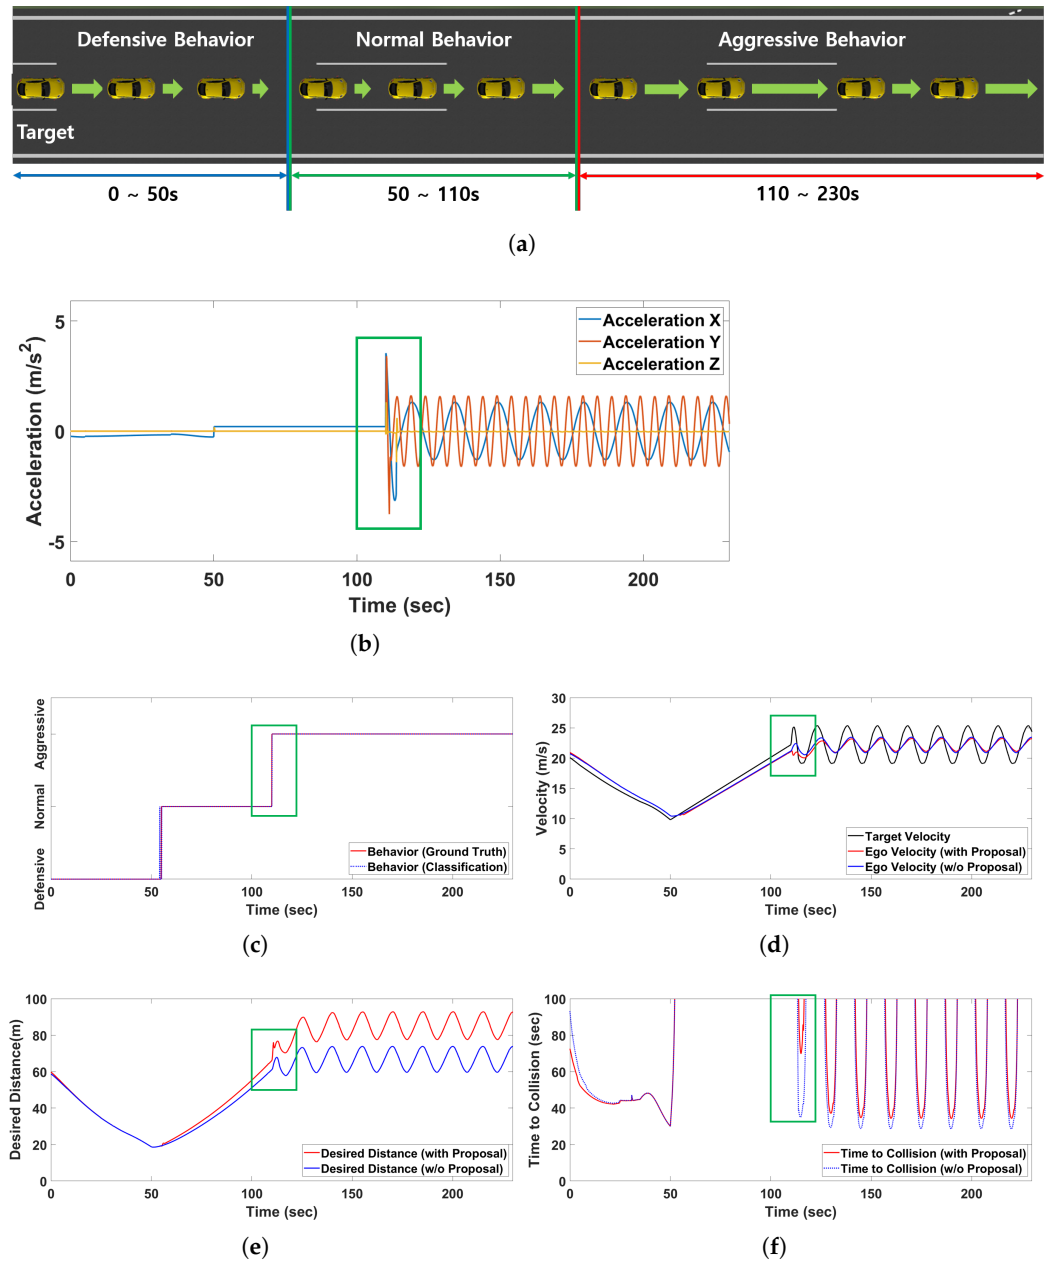 Defensive Behavior Normal Behavior Aggressive Behavior
Target
0 ~ 50s 50 ~ 110s 110 ~ 230s
(a)
Acceleration (m/s²)
5
0
-5
Acceleration X
Acceleration Y
Acceleration Z
0 50 100 150 200
Time (sec)
(b)
Defensive Normal Aggressive
Behavior (Ground Truth)
Behavior (Classification)
0 50 100 150 200
Time (sec)
(c)
Velocity (m/s)
30
25
20
15
10
5
0
Target Velocity
Ego Velocity (with Proposal)
Ego Velocity (w/o Proposal)
0 50 100 150 200
Time (sec)
(d)
Desired Distance(m)
100
80
60
40
20
0
Desired Distance (with Proposal)
Desired Distance (w/o Proposal)
0 50 100 150 200
Time (sec)
(e)
Time to Collision (sec)
100
80
60
40
20
0
Time to Collision (with Proposal)
Time to Collision (w/o Proposal)
0 50 100 150 200
Time (sec)
(f)